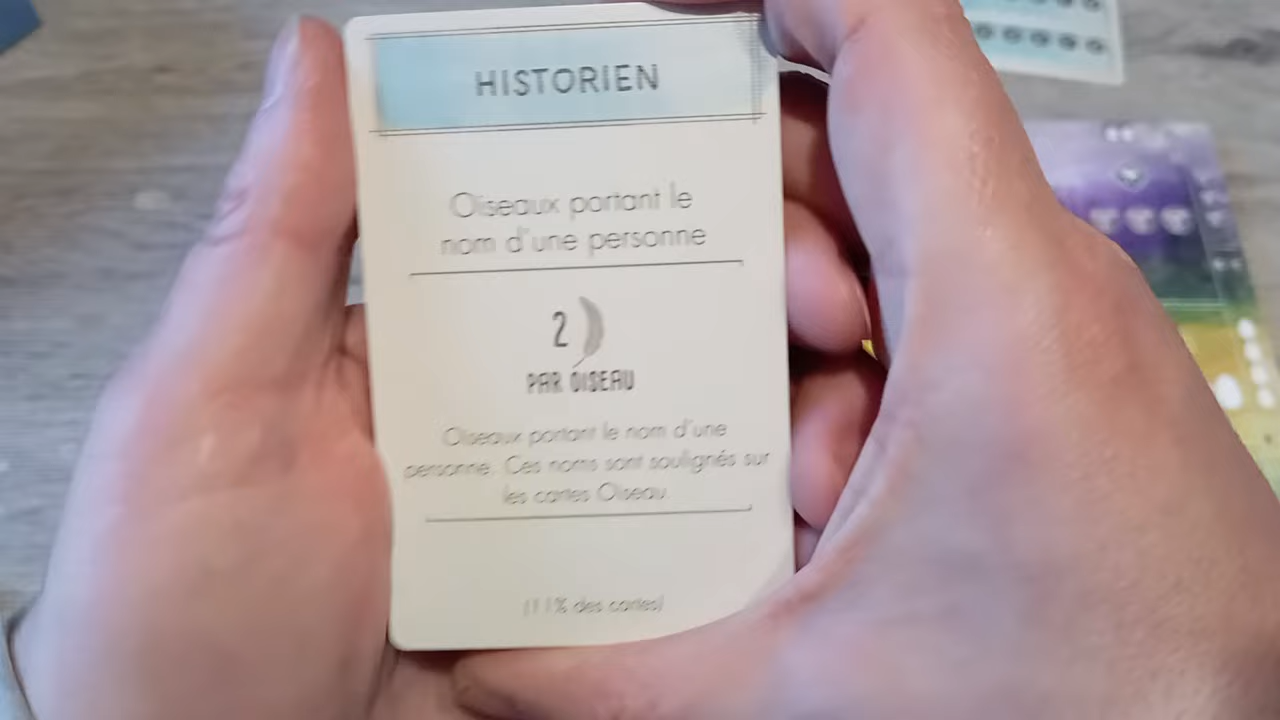 HISTORIEN
Oiseaux portant le
nom d'une personne
2
PAR OISEAU
Oiseaux portant le nom d'une
personne. Ces noms sont soulignés sur
les cartes Oiseau.
(11% des cartes)